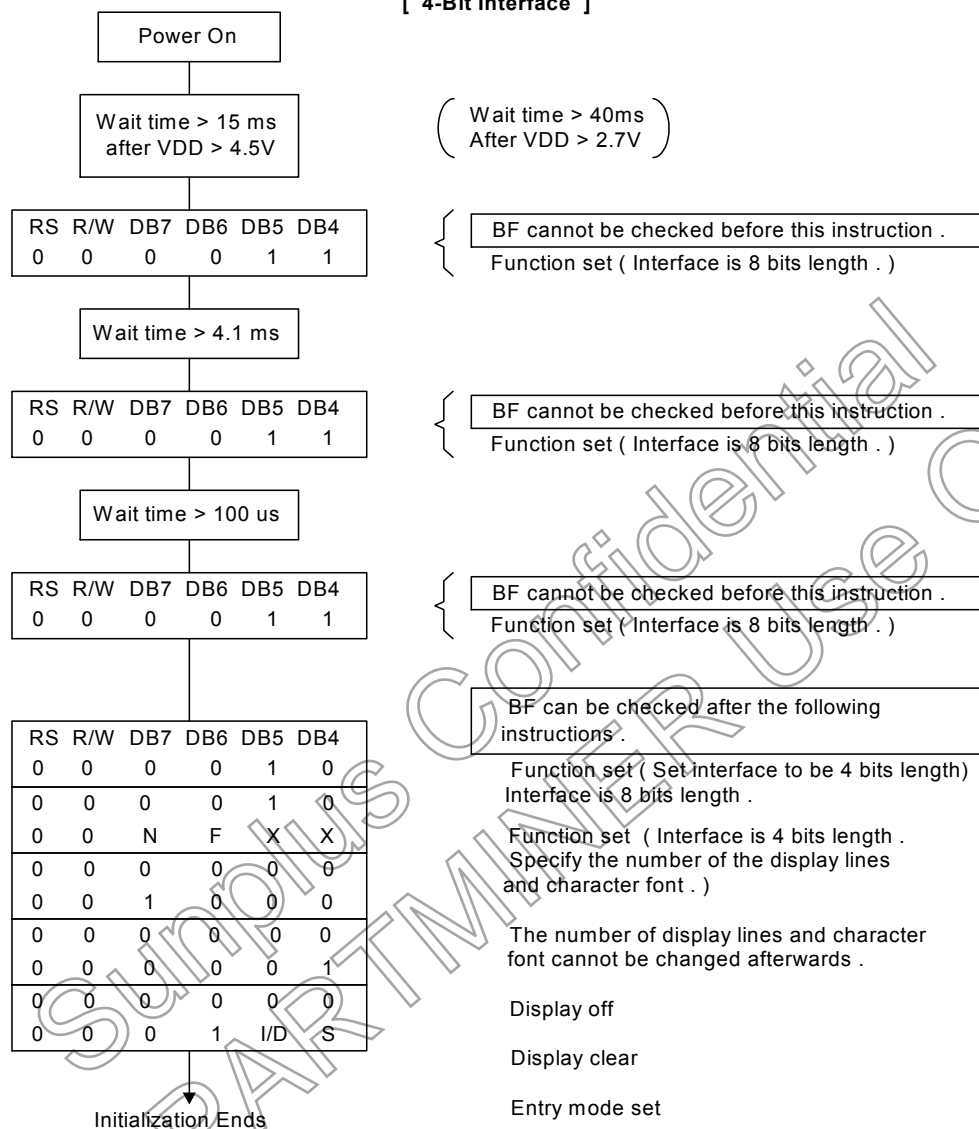 [ 4-Bit Interface ]
Power On
Wait time > 15 ms
after VDD > 4.5V
Wait time > 40ms
After VDD > 2.7V
RS R/W DB7 DB6 DB5 DB4
0 0 0 0 1 1
BF cannot be checked before this instruction .
Function set ( Interface is 8 bits length . )
Wait time > 4.1 ms
RS R/W DB7 DB6 DB5 DB4
0 0 0 0 1 1
BF cannot be checked before this instruction .
Function set ( Interface is 8 bits length . )
Wait time > 100 us
RS R/W DB7 DB6 DB5 DB4
0 0 0 0 1 1
BF cannot be checked before this instruction .
Function set ( Interface is 8 bits length . )
RS R/W DB7 DB6 DB5 DB4
0 0 0 0 1 0
0 0 0 0 1 0
0 0 N F X X
0 0 0 0 0 0
0 0 1 0 0 0
0 0 0 0 0 0
0 0 0 0 0 1
0 0 0 0 0 0
0 0 0 1 I/D S
Initialization Ends
BF can be checked after the following
instructions .
Function set ( Set interface to be 4 bits length)
Interface is 8 bits length .
Function set ( Interface is 4 bits length .
Specify the number of the display lines
and character font . )
The number of display lines and character
font cannot be changed afterwards .
Display off
Display clear
Entry mode set
Sunplus Confidential
PARTMINER Use